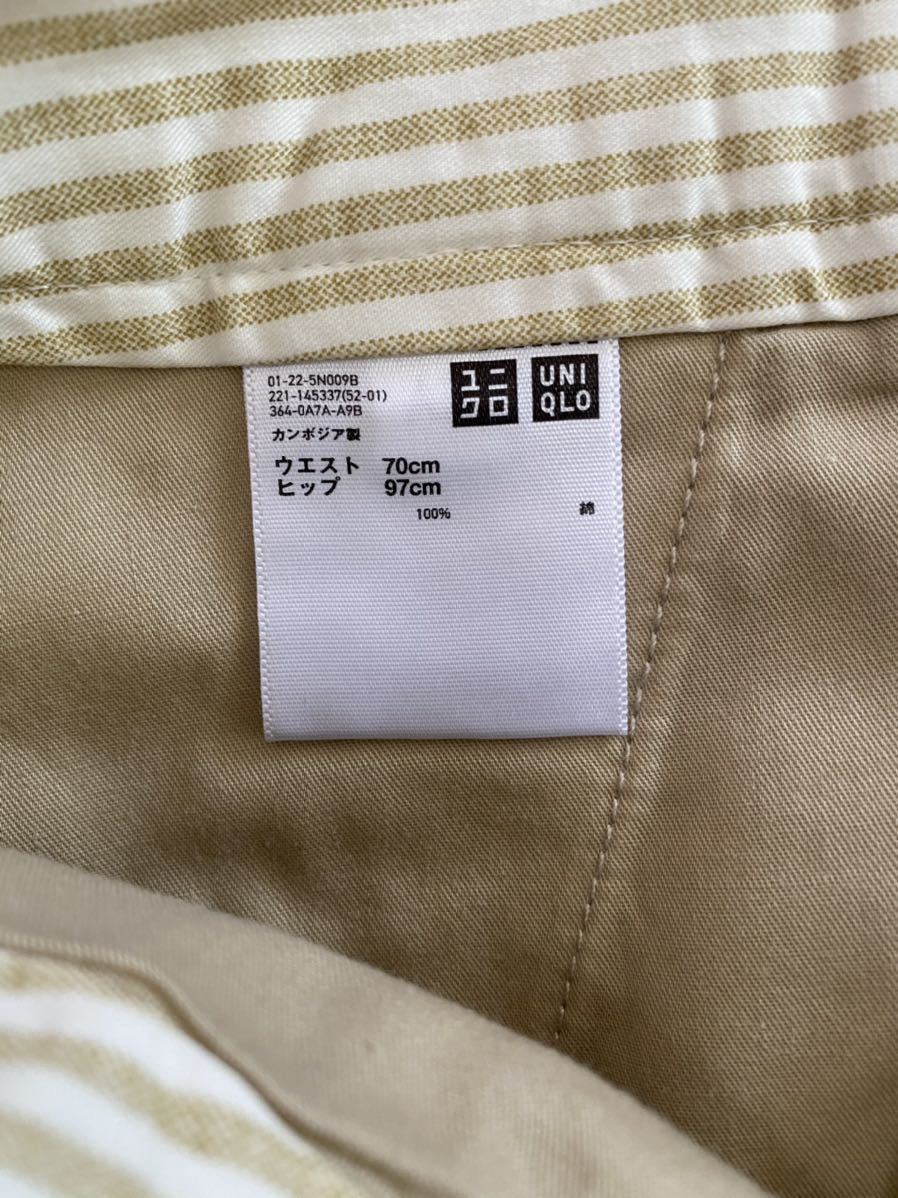 01-22-5N009B
221-145337(52-01)
364-0A7A-A9B
カンボジア製
ユニ
クロ
UNI
QLO
ウエスト 70cm
ヒップ 97cm
100% 綿